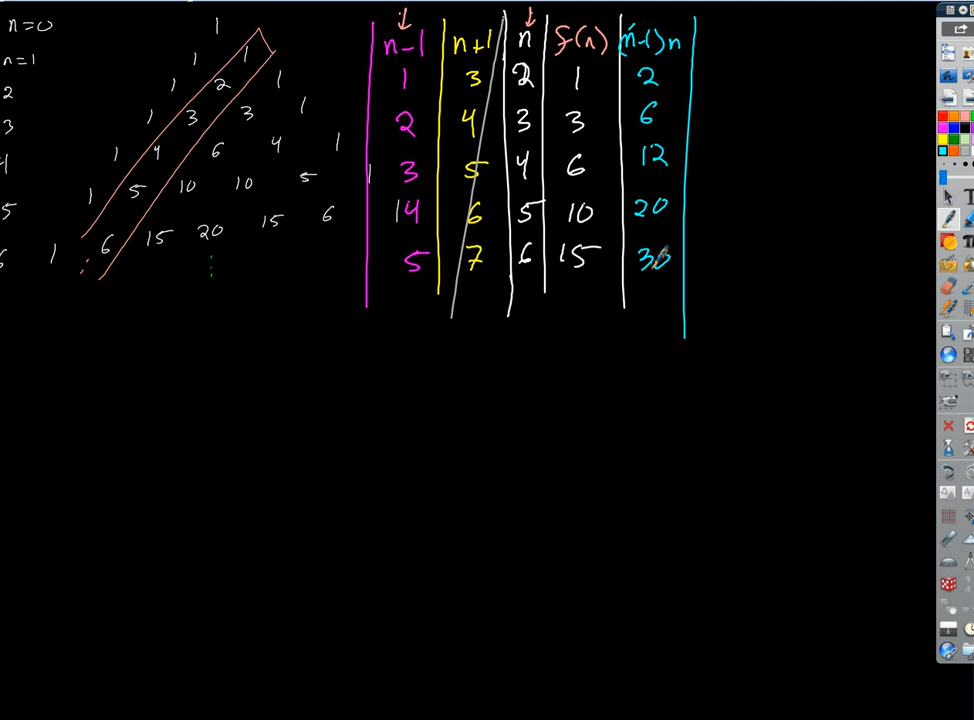 n=0 1
n=1 1 1
2 1 2 1
3 1 3 3 1
4 1 4 6 4 1
5 1 5 10 10 5 1
6 1 6 15 20 15 6 1
n-1 n+1 n f(n) (n-1)n
1 3 2 1 2
2 4 3 3 6
3 5 4 6 12
14 6 5 10 20
5 7 6 15 30